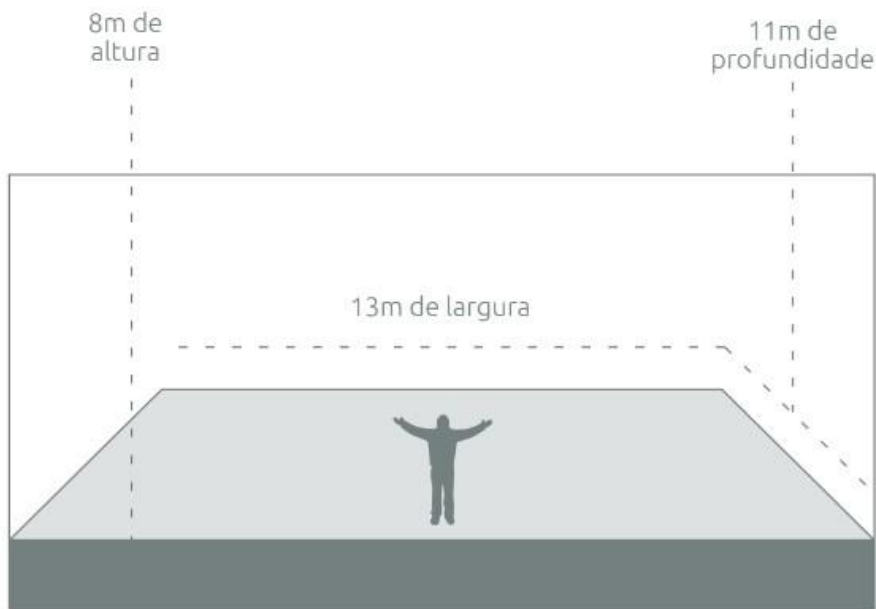 8m de
altura
11m de
profundidade
13m de largura